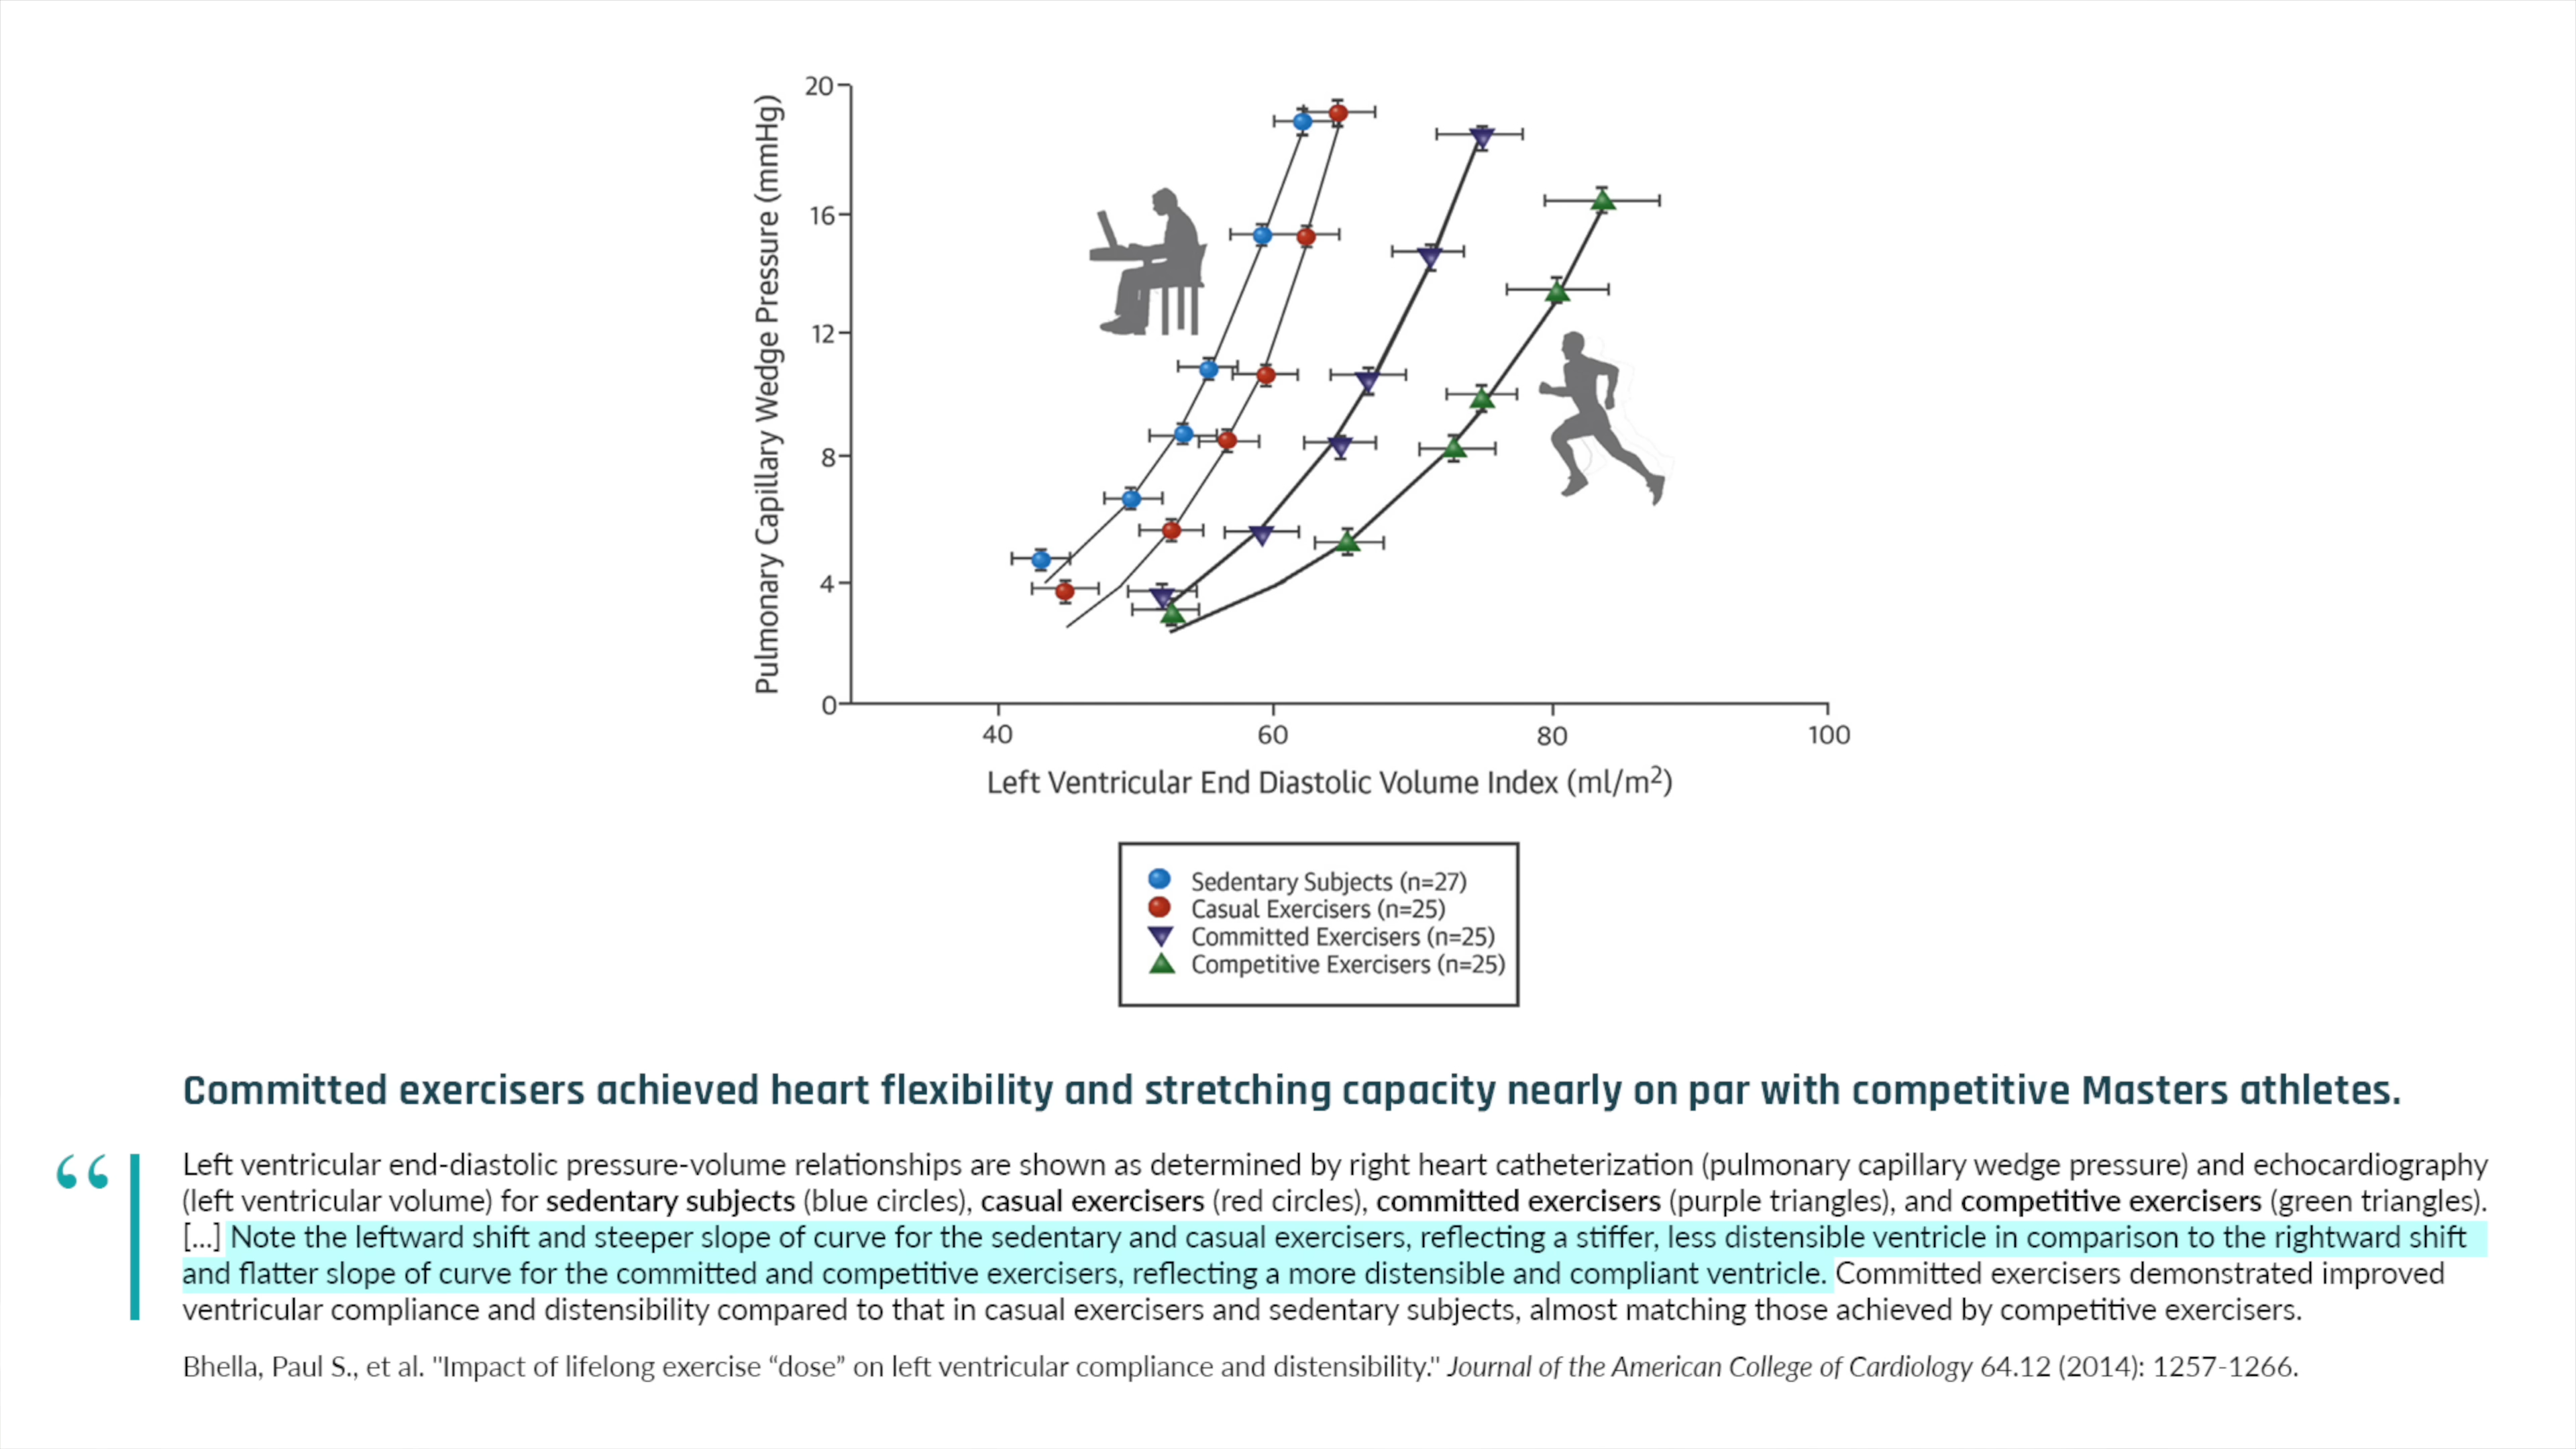 Pulmonary Capillary Wedge Pressure (mmHg)
20
16
12
8
4
0
40
60
80
100
Left Ventricular End Diastolic Volume Index (ml/m²)
Sedentary Subjects (n=27)
Casual Exercisers (n=25)
Committed Exercisers (n=25)
Competitive Exercisers (n=25)
Committed exercisers achieved heart flexibility and stretching capacity nearly on par with competitive Masters athletes.
“
Left ventricular end-diastolic pressure-volume relationships are shown as determined by right heart catheterization (pulmonary capillary wedge pressure) and echocardiography
(left ventricular volume) for sedentary subjects (blue circles), casual exercisers (red circles), committed exercisers (purple triangles), and competitive exercisers (green triangles).
[...] Note the leftward shift and steeper slope of curve for the sedentary and casual exercisers, reflecting a stiffer, less distensible ventricle in comparison to the rightward shift
and flatter slope of curve for the committed and competitive exercisers, reflecting a more distensible and compliant ventricle. Committed exercisers demonstrated improved
ventricular compliance and distensibility compared to that in casual exercisers and sedentary subjects, almost matching those achieved by competitive exercisers.
Bhella, Paul S., et al. "Impact of lifelong exercise “dose” on left ventricular compliance and distensibility." Journal of the American College of Cardiology 64.12 (2014): 1257-1266.